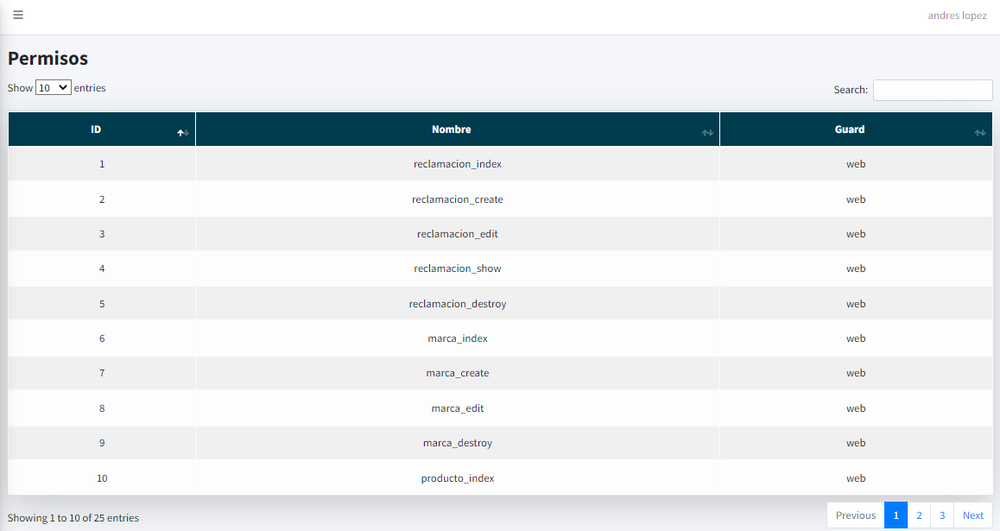 andres lopez
Permisos
Show 10 entries
Search:
ID Nombre Guard
1 reclamacion_index web
2 reclamacion_create web
3 reclamacion_edit web
4 reclamacion_show web
5 reclamacion_destroy web
6 marca_index web
7 marca_create web
8 marca_edit web
9 marca_destroy web
10 producto_index web
Showing 1 to 10 of 25 entries
Previous 1 2 3 Next